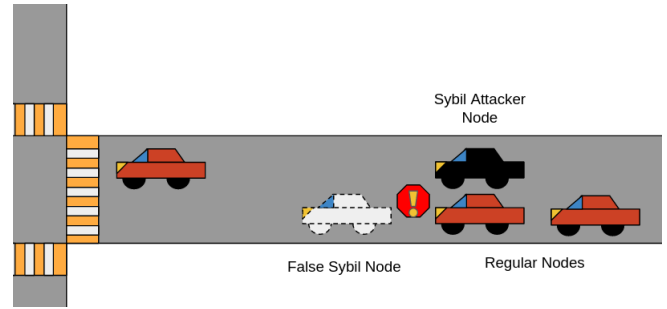 Sybil Attacker
Node
False Sybil Node
Regular Nodes